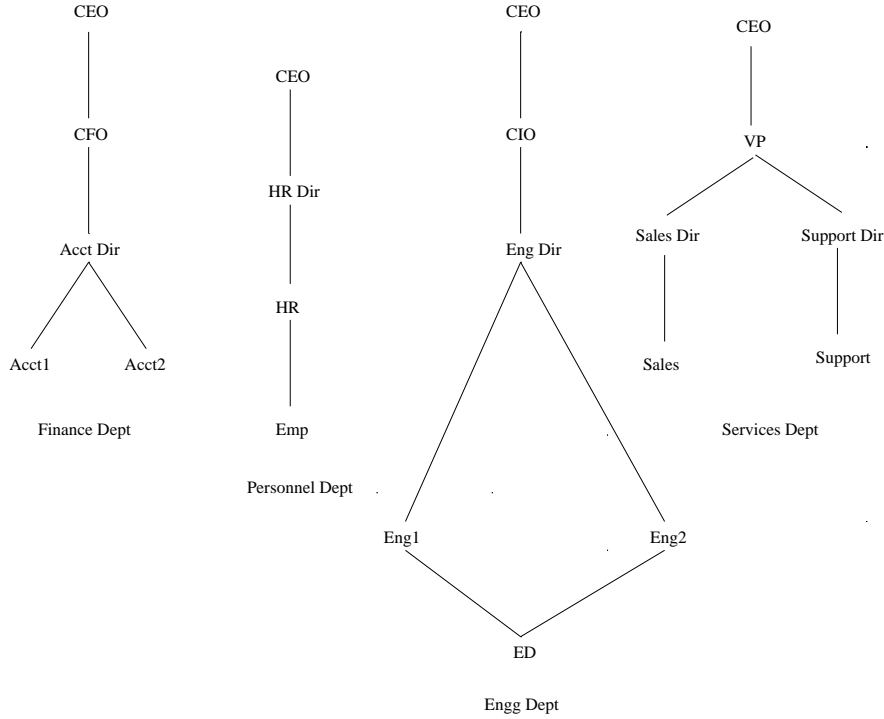 CEO
CFO
Acct Dir
Acct1
Acct2
Finance Dept
CEO
HR Dir
HR
Emp
Personnel Dept
CEO
CIO
Eng Dir
Eng1
Eng2
ED
Engg Dept
CEO
VP
Sales Dir
Support Dir
Sales
Support
Services Dept